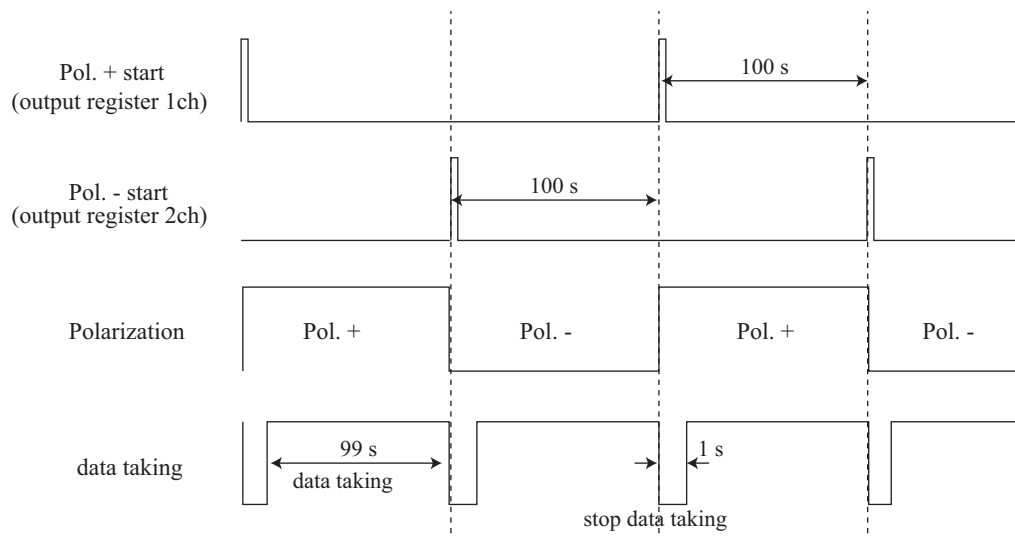 Pol. + start
(output register 1ch)
100 s
Pol. - start
(output register 2ch)
100 s
Polarization
Pol. +
Pol. -
Pol. +
Pol. -
data taking
99 s
data taking
1 s
stop data taking